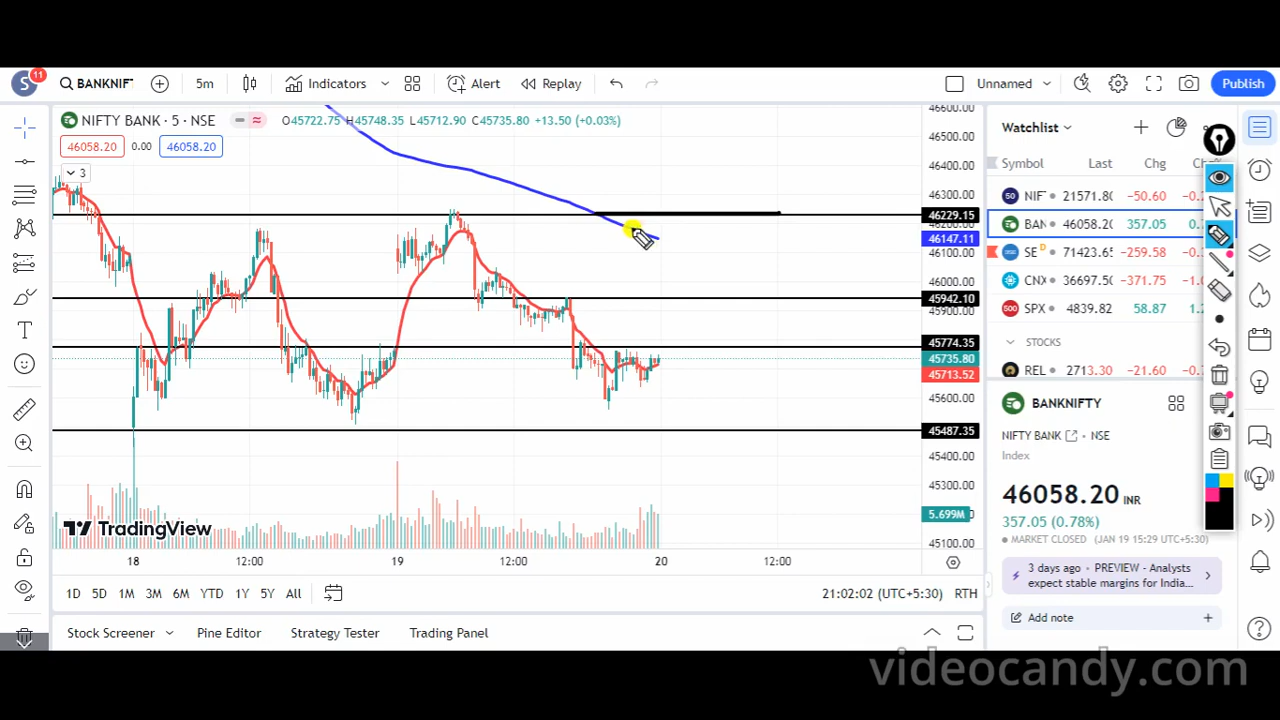 S 11 BANKNIF 5m Indicators Alert Replay Unnamed Publish
NIFTY BANK · 5 · NSE O45722.75 H45748.35 L45712.90 C45735.80 +13.50 (+0.03%)
46058.20 0.00 46058.20
3
46600.00
46500.00
46400.00
46300.00
46229.15
46147.11
46100.00
46000.00
45942.10
45900.00
45774.35
45735.80
45713.52
45600.00
45487.35
45400.00
45300.00
5.699M
45100.00
TradingView
18 12:00 19 12:00 20 12:00
1D 5D 1M 3M 6M YTD 1Y 5Y All 21:02:02 (UTC+5:30) RTH
Stock Screener Pine Editor Strategy Tester Trading Panel
Watchlist
Symbol Last Chg
50 NIF 21571.80 −50.60
BAN 46058.20 357.05
SE D 71423.65 −259.58
CNX 36697.50 −371.75
500 SPX 4839.82 58.87
STOCKS
REL 2713.30 −21.60
BANKNIFTY
NIFTY BANK NSE
Index
46058.20 INR
357.05 (0.78%)
MARKET CLOSED (JAN 19 15:29 UTC+5:30)
3 days ago PREVIEW - Analysts
expect stable margins for India...
Add note
videocandy.com